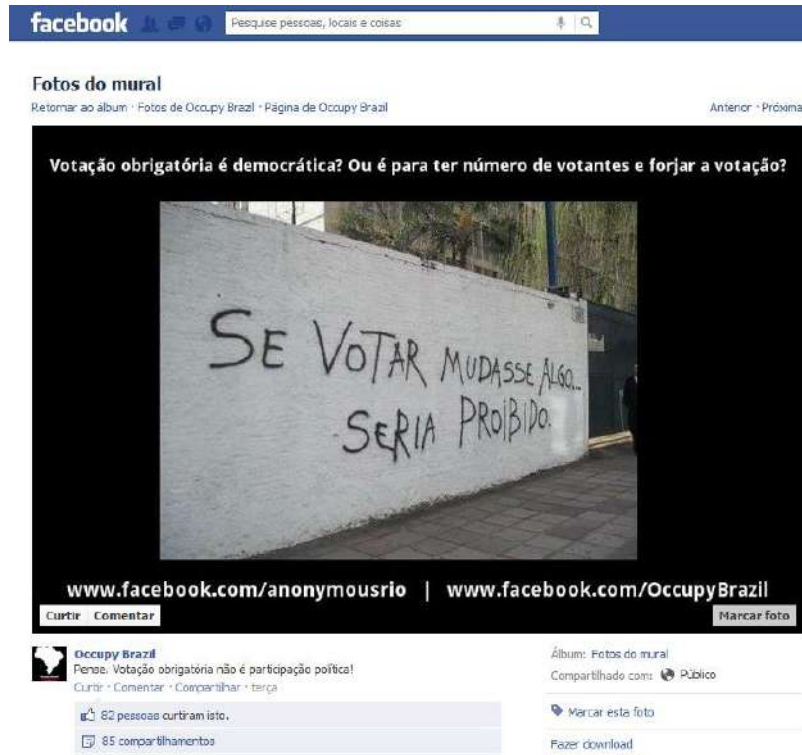 facebook
Pesquise pessoas, locais e coisas
Fotos do mural
Retornar ao álbum · Fotos de Occupy Brazil · Página de Occupy Brazil
Anterior · Próxima
Votação obrigatória é democrática? Ou é para ter número de votantes e forjar a votação?
SE VOTAR MUDASSE ALGO...
SERIA PROIBIDO.
www.facebook.com/anonymousrio | www.facebook.com/OccupyBrazil
Curtir Comentar
Marcar foto
Occupy Brazil
Pense. Votação obrigatória não é participação política!
Curtir · Comentar · Compartilhar · terça
82 pessoas curtiram isto.
85 compartilhamentos
Álbum: Fotos do mural
Compartilhado com: Público
Marcar esta foto
Fazer download